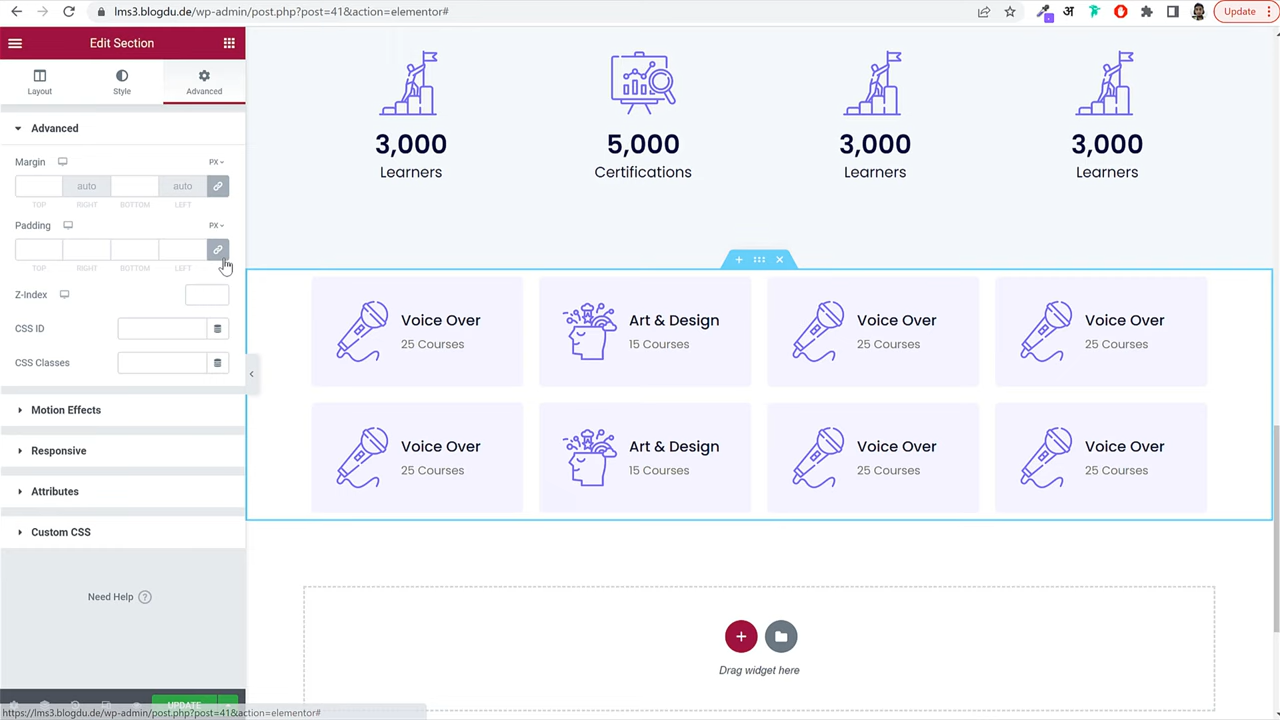 lms3.blogdu.de/wp-admin/post.php?post=41&action=elementor#
अ
Update
Edit Section
Layout
Style
Advanced
Advanced
Margin
PX
auto
auto
TOP
RIGHT
BOTTOM
LEFT
Padding
PX
TOP
RIGHT
BOTTOM
LEFT
Z-Index
CSS ID
CSS Classes
Motion Effects
Responsive
Attributes
Custom CSS
Need Help
?
UPDATE
https://lms3.blogdu.de/wp-admin/post.php?post=41&action=elementor#
3,000
Learners
5,000
Certifications
3,000
Learners
3,000
Learners
Voice Over
25 Courses
Art & Design
15 Courses
Voice Over
25 Courses
Voice Over
25 Courses
Voice Over
25 Courses
Art & Design
15 Courses
Voice Over
25 Courses
Voice Over
25 Courses
Drag widget here